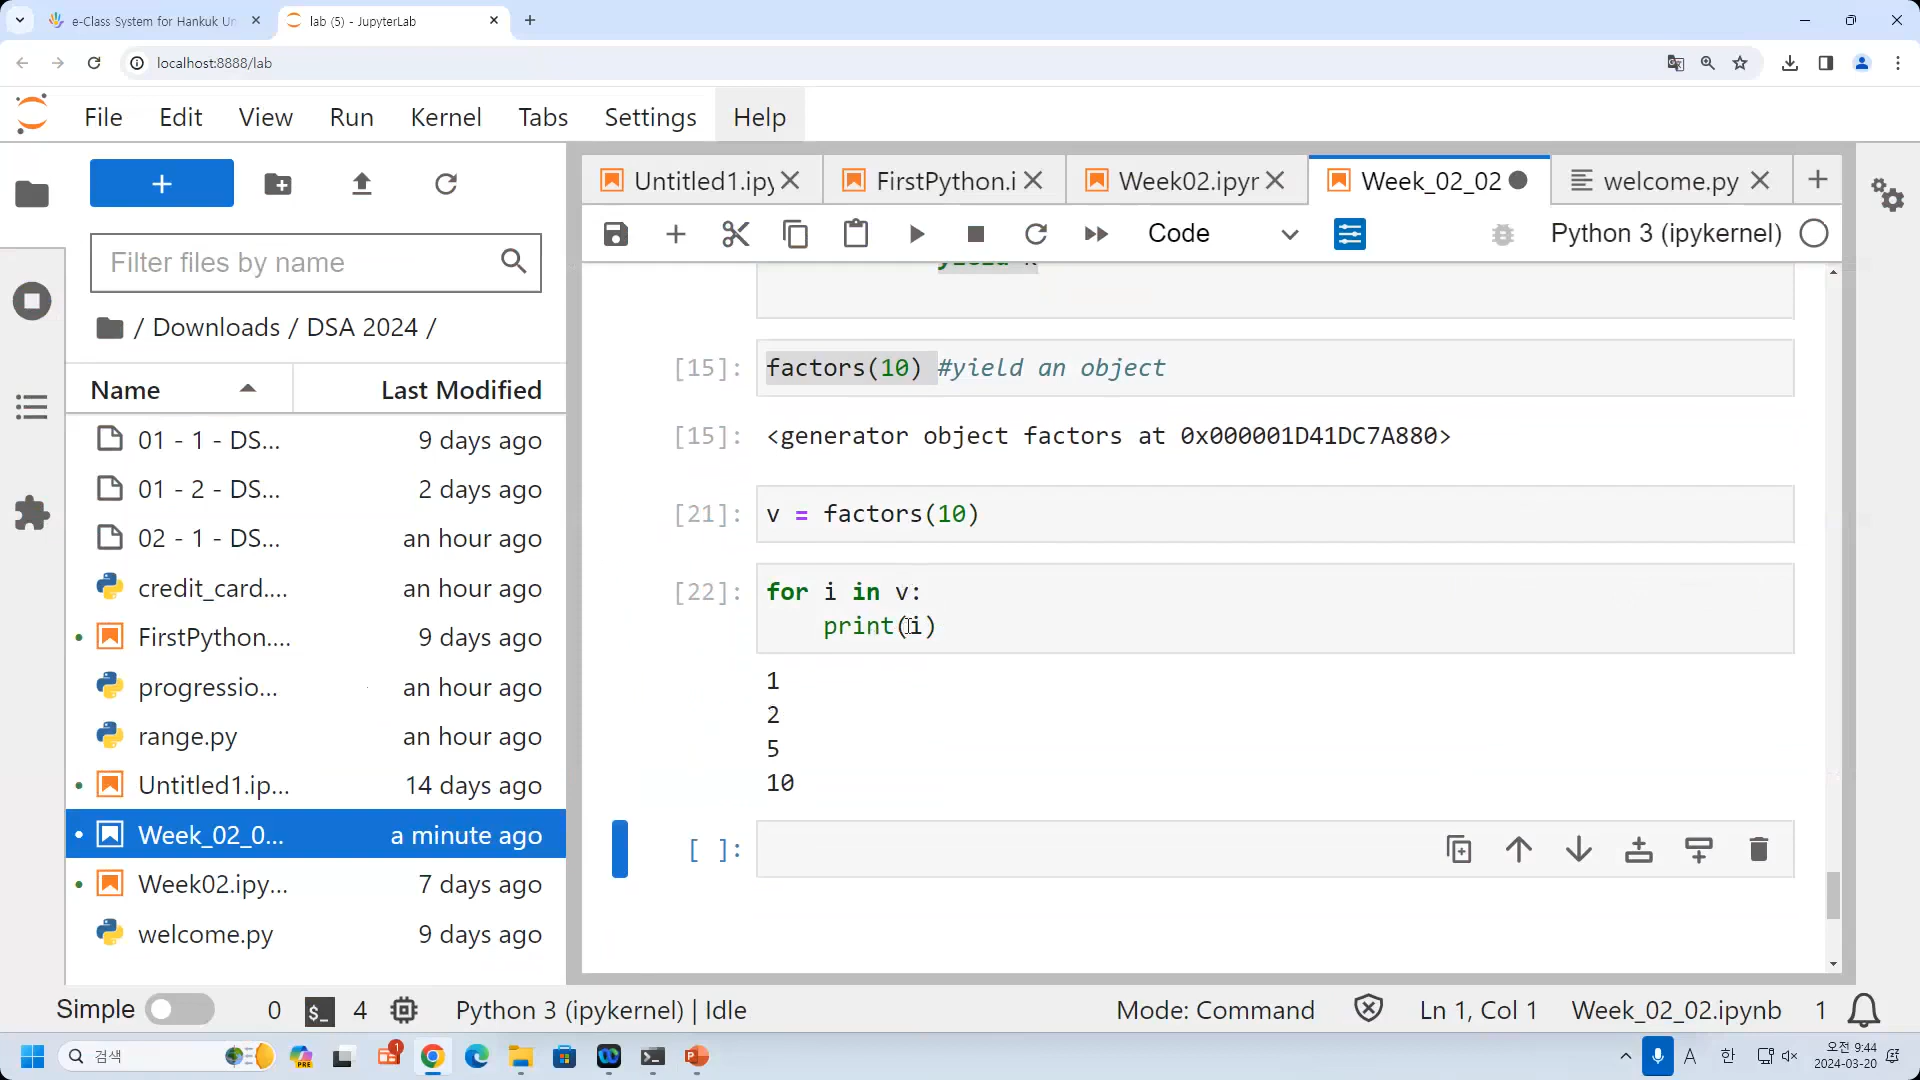 e-Class System for Hankuk Un
lab (5) - JupyterLab
localhost:8888/lab
File Edit View Run Kernel Tabs Settings Help
Untitled1.ipy
FirstPython.i
Week02.ipyr
Week_02_02
welcome.py
Code
Python 3 (ipykernel)
Filter files by name
/ Downloads / DSA 2024 /
Name Last Modified
01 - 1 - DS... 9 days ago
01 - 2 - DS... 2 days ago
02 - 1 - DS... an hour ago
credit_card.... an hour ago
FirstPython.... 9 days ago
progressio... an hour ago
range.py an hour ago
Untitled1.ip... 14 days ago
Week_02_0... a minute ago
Week02.ipy... 7 days ago
welcome.py 9 days ago
[15]: factors(10) #yield an object
[15]: <generator object factors at 0x000001D41DC7A880>
[21]: v = factors(10)
[22]: for i in v:
print(i)
1
2
5
10
[ ]:
Simple 0 $_ 4 Python 3 (ipykernel) | Idle
Mode: Command Ln 1, Col 1 Week_02_02.ipynb 1
검색
PRE
1
A
한
오전 9:44
2024-03-20